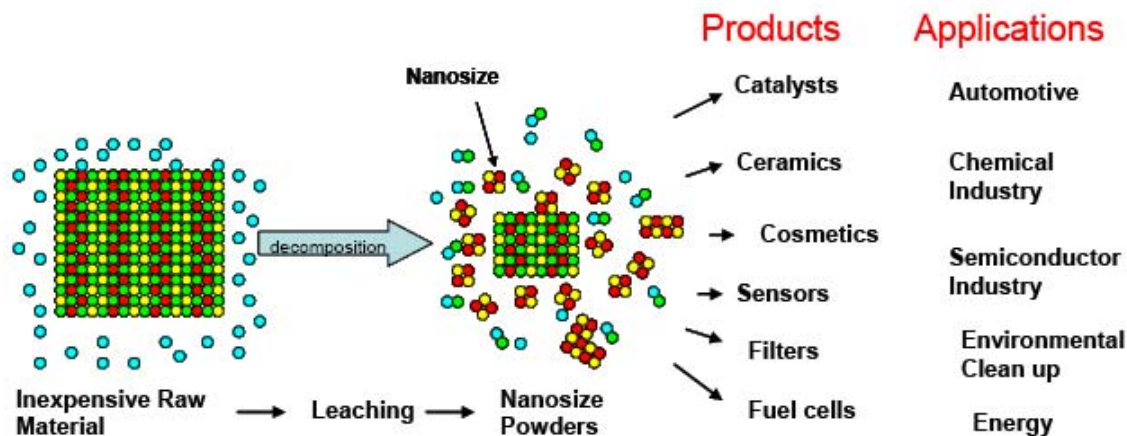 Products
Applications
Nanosize
Catalysts
Automotive
Ceramics
Chemical
Industry
decomposition
Cosmetics
Semiconductor
Industry
Sensors
Filters
Environmental
Clean up
Inexpensive Raw
Material
Leaching
Nanosize
Powders
Fuel cells
Energy